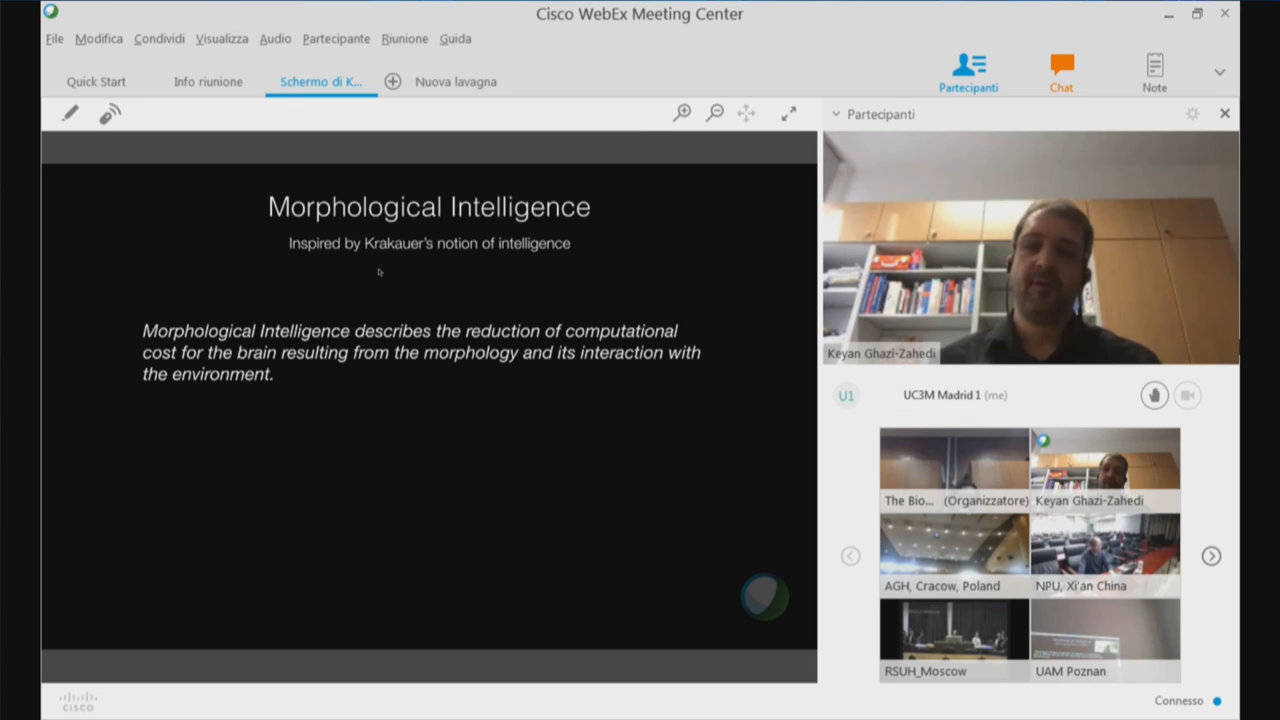 Cisco WebEx Meeting Center
File Modifica Condividi Visualizza Audio Partecipante Riunione Guida
Quick Start Info riunione Schermo di K... Nuova lavagna
Partecipanti Chat Note
Partecipanti
Morphological Intelligence
Inspired by Krakauer's notion of intelligence
Morphological Intelligence describes the reduction of computational
cost for the brain resulting from the morphology and its interaction with
the environment.
Keyan Ghazi-Zahedi
U1 UC3M Madrid 1 (me)
The Bio... (Organizzatore) Keyan Ghazi-Zahedi
AGH, Cracow, Poland NPU, Xi'an China
RSUH_Moscow UAM Poznan
CISCO
Connesso